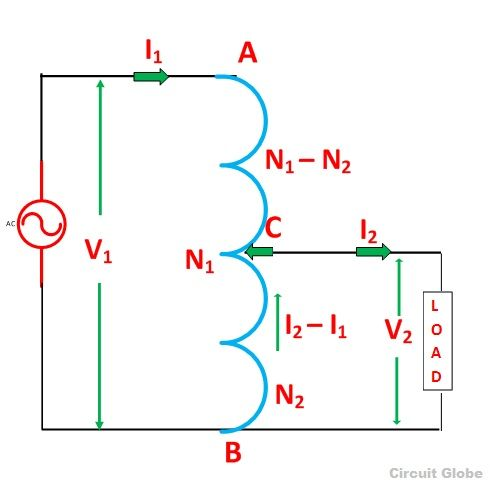 I₁
A
N₁ – N₂
AC
V₁
C
I₂
N₁
I₂ – I₁
V₂
L
O
A
D
N₂
B
Circuit Globe